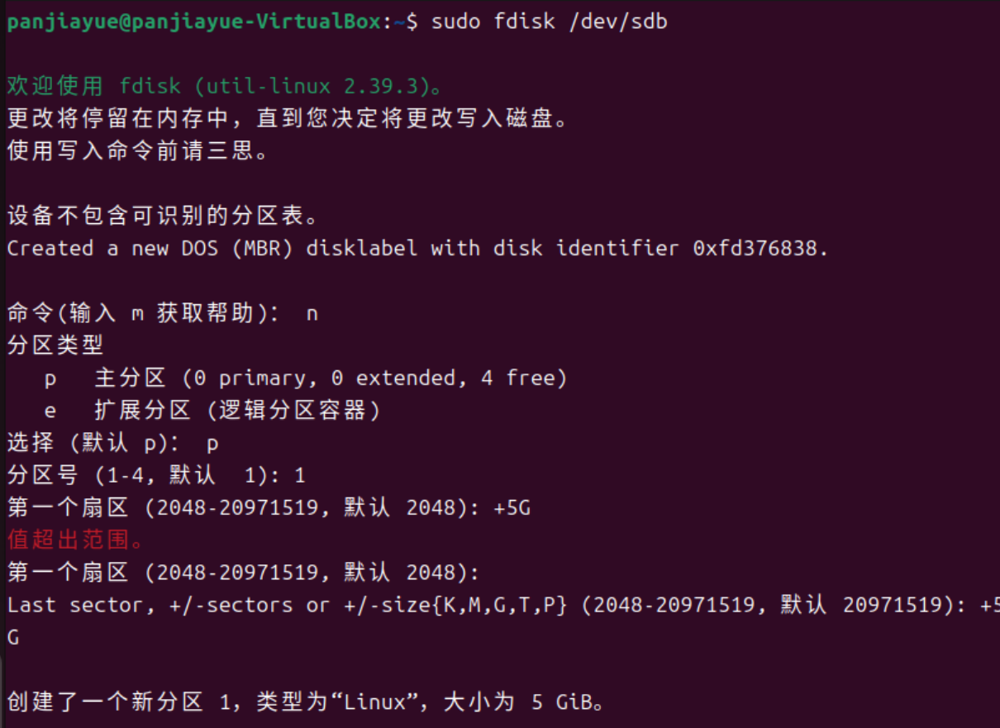 panjiayue@panjiayue-VirtualBox:~$ sudo fdisk /dev/sdb
欢迎使用 fdisk (util-linux 2.39.3)。
更改将停留在内存中，直到您决定将更改写入磁盘。
使用写入命令前请三思。
设备不包含可识别的分区表。
Created a new DOS (MBR) disklabel with disk identifier 0xfd376838.
命令(输入 m 获取帮助)： n
分区类型
   p   主分区 (0 primary, 0 extended, 4 free)
   e   扩展分区 (逻辑分区容器)
选择 (默认 p)： p
分区号 (1-4, 默认  1): 1
第一个扇区 (2048-20971519, 默认 2048): +5G
值超出范围。
第一个扇区 (2048-20971519, 默认 2048):
Last sector, +/-sectors or +/-size{K,M,G,T,P} (2048-20971519, 默认 20971519): +5
G
创建了一个新分区 1，类型为“Linux”，大小为 5 GiB。